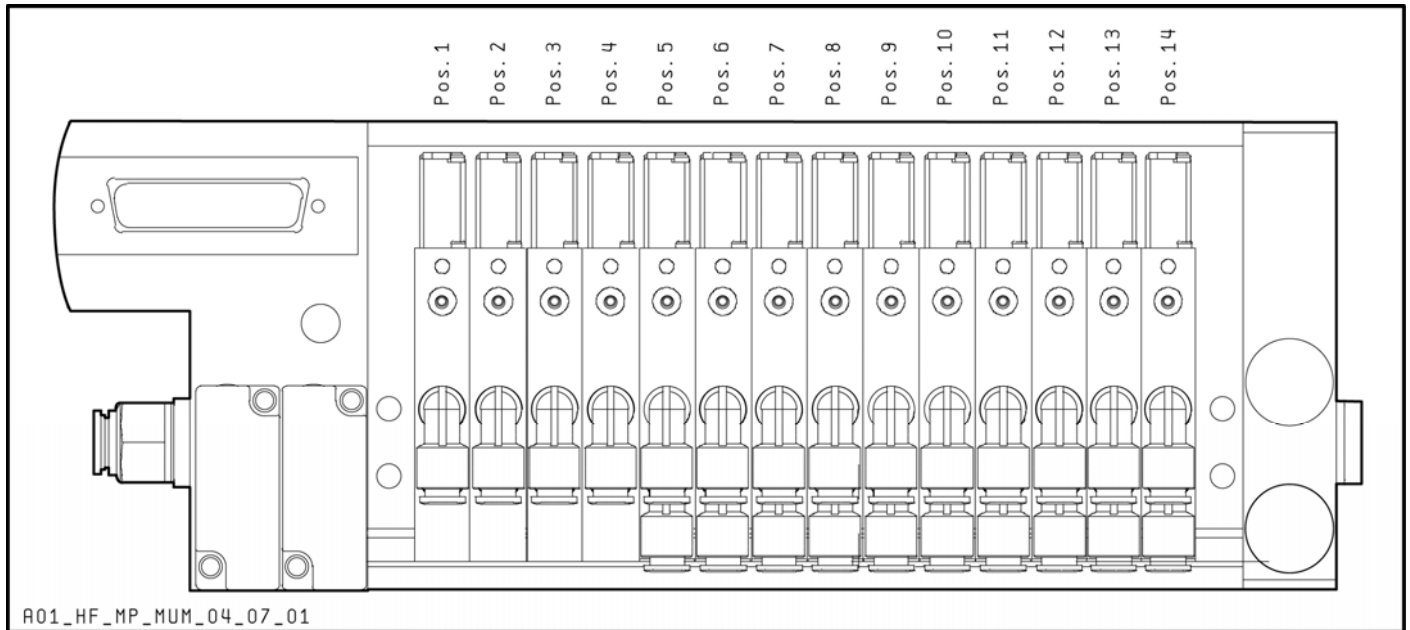 Pos. 1
Pos. 2
Pos. 3
Pos. 4
Pos. 5
Pos. 6
Pos. 7
Pos. 8
Pos. 9
Pos. 10
Pos. 11
Pos. 12
Pos. 13
Pos. 14
A01_HF_MP_MUM_04_07_01